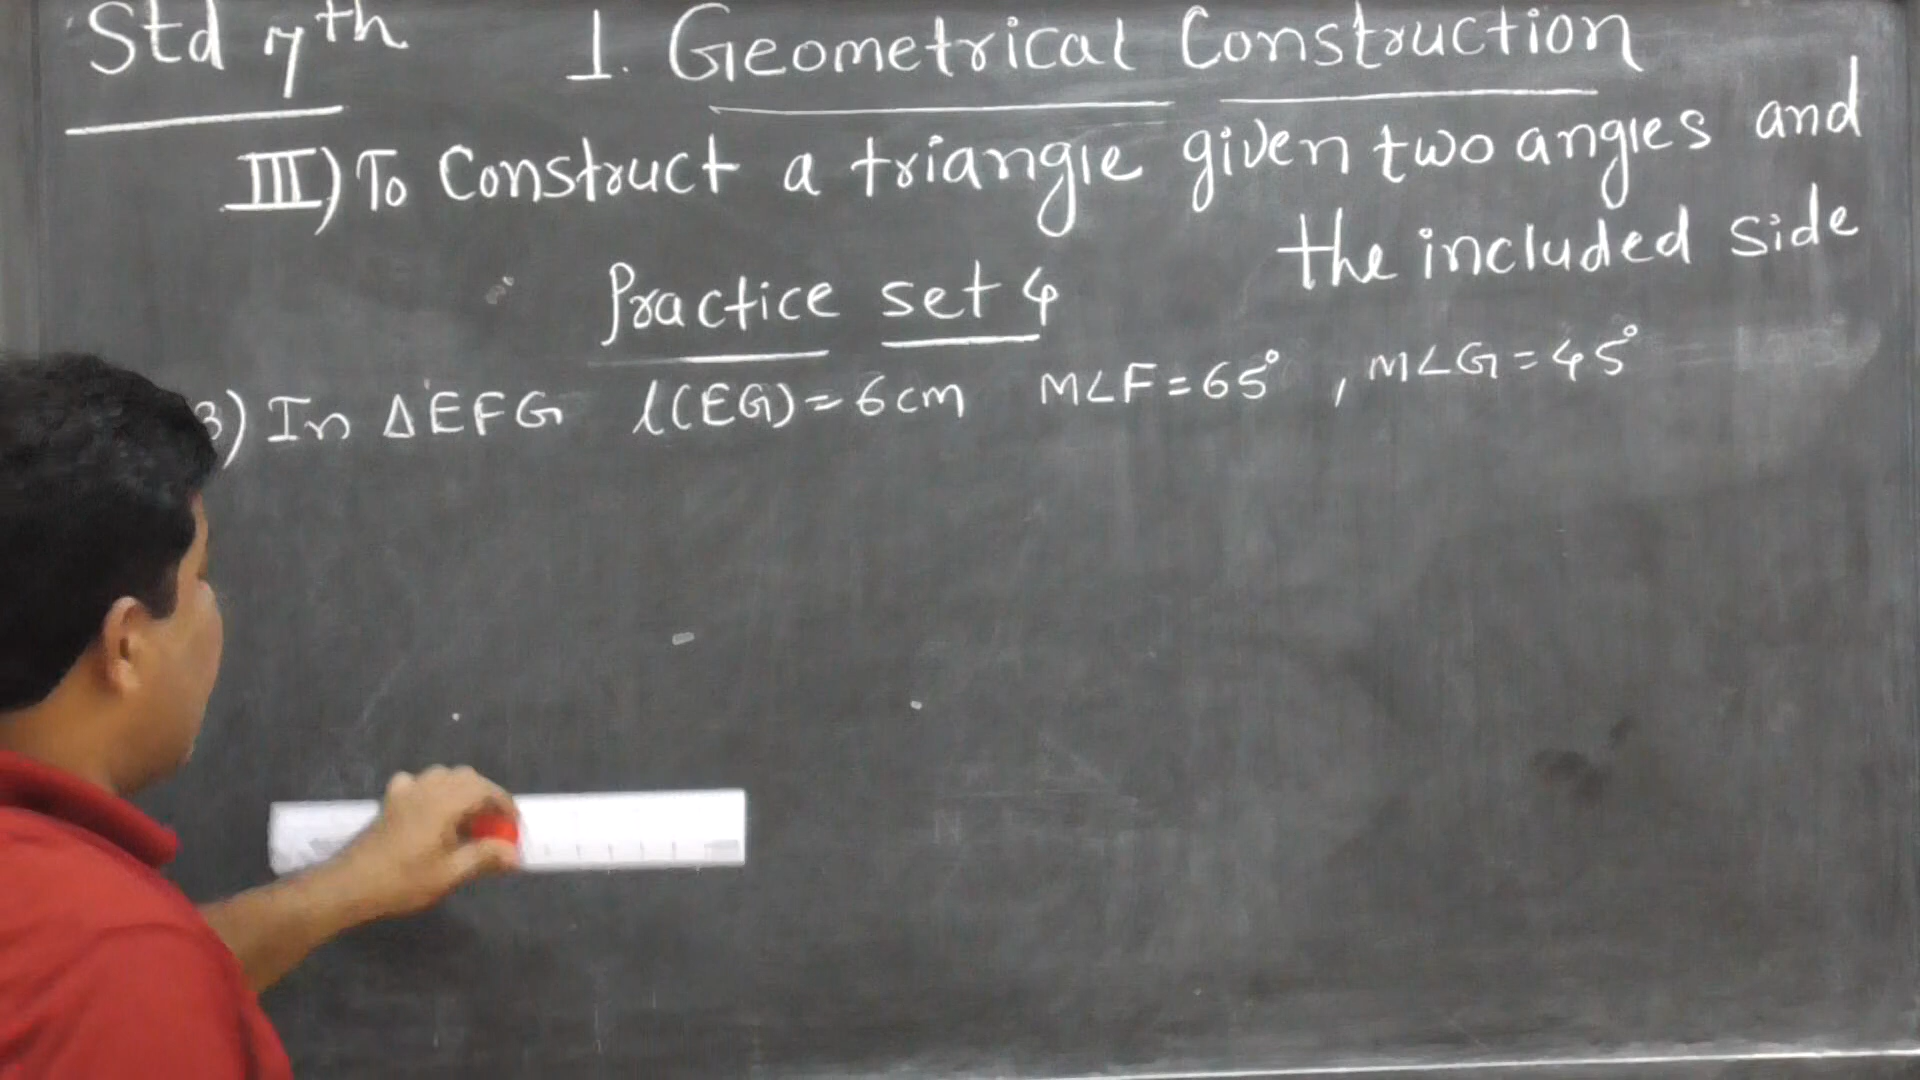 Std 7th 1. Geometrical Construction
III) To Construct a triangle given two angles and
the included side
Practice set 4
3) In ΔEFG l(EG)=6cm M∠F=65°, M∠G=45°